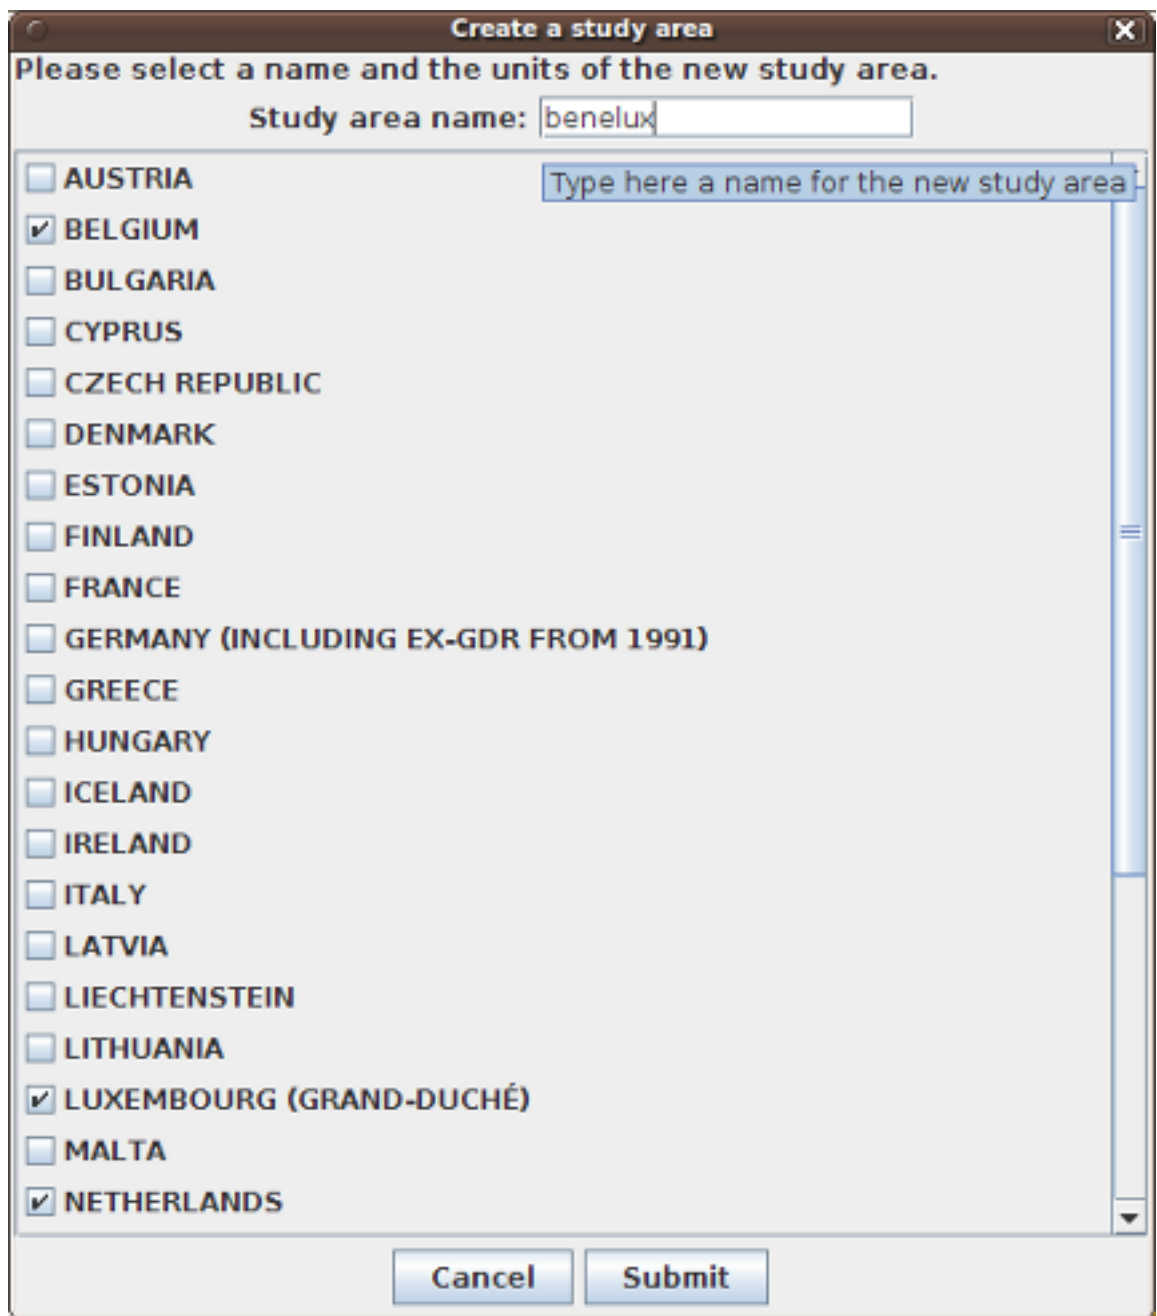 Create a study area
Please select a name and the units of the new study area.
Study area name: benelux
AUSTRIA
Type here a name for the new study area
BELGIUM
BULGARIA
CYPRUS
CZECH REPUBLIC
DENMARK
ESTONIA
FINLAND
FRANCE
GERMANY (INCLUDING EX-GDR FROM 1991)
GREECE
HUNGARY
ICELAND
IRELAND
ITALY
LATVIA
LIECHTENSTEIN
LITHUANIA
LUXEMBOURG (GRAND-DUCHÉ)
MALTA
NETHERLANDS
Cancel Submit